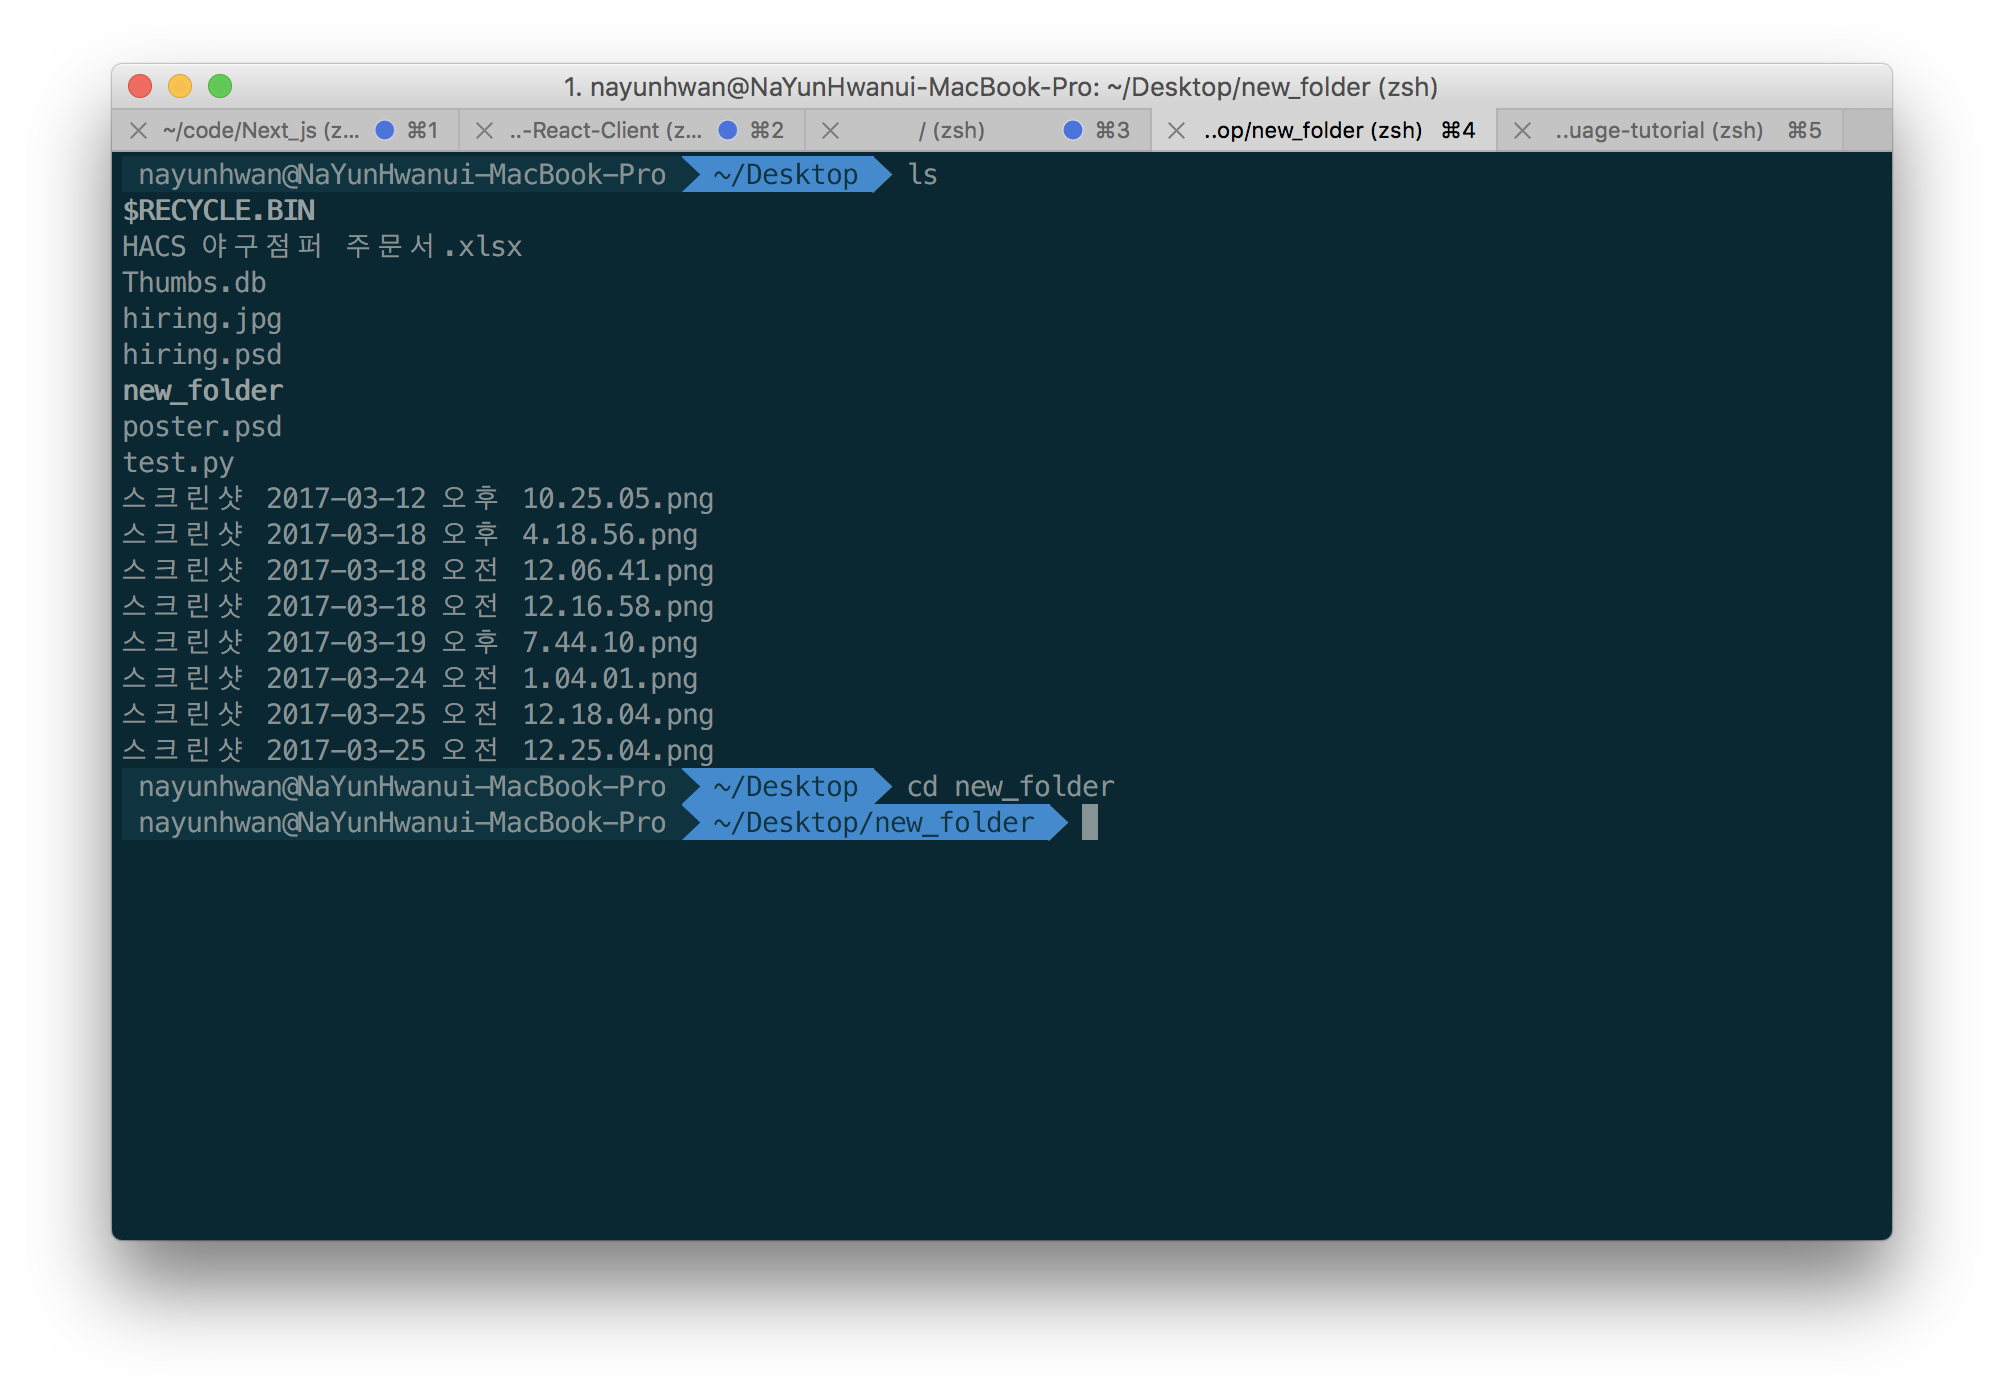 1. nayunhwan@NaYunHwanui-MacBook-Pro: ~/Desktop/new_folder (zsh)
~/code/Next_js (z... ⌘1 ..-React-Client (z... ⌘2 / (zsh) ⌘3 ..op/new_folder (zsh) ⌘4 ..uage-tutorial (zsh) ⌘5
nayunhwan@NaYunHwanui-MacBook-Pro ~/Desktop ls
$RECYCLE.BIN
HACS 야구점퍼 주문서.xlsx
Thumbs.db
hiring.jpg
hiring.psd
new_folder
poster.psd
test.py
스크린샷 2017-03-12 오후 10.25.05.png
스크린샷 2017-03-18 오후 4.18.56.png
스크린샷 2017-03-18 오전 12.06.41.png
스크린샷 2017-03-18 오전 12.16.58.png
스크린샷 2017-03-19 오후 7.44.10.png
스크린샷 2017-03-24 오전 1.04.01.png
스크린샷 2017-03-25 오전 12.18.04.png
스크린샷 2017-03-25 오전 12.25.04.png
nayunhwan@NaYunHwanui-MacBook-Pro ~/Desktop cd new_folder
nayunhwan@NaYunHwanui-MacBook-Pro ~/Desktop/new_folder